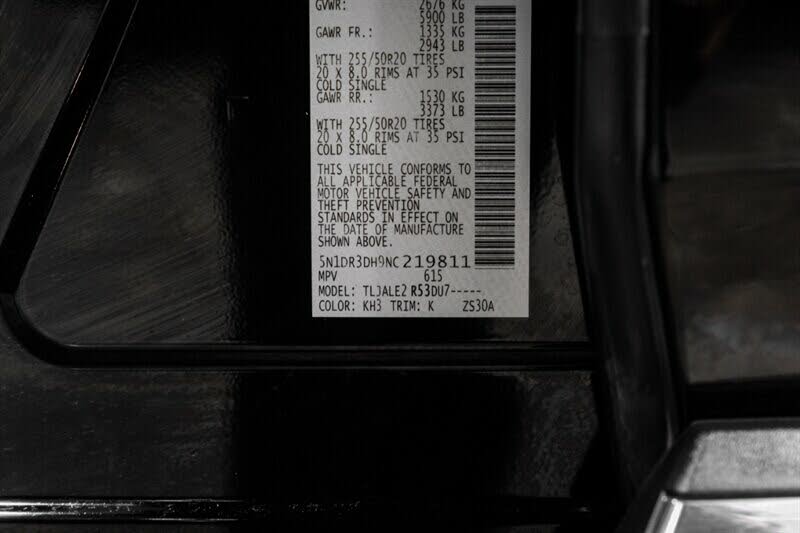 GVWR: 2676 KG
5900 LB
GAWR FR.: 1335 KG
2943 LB
WITH 255/50R20 TIRES
20 X 8.0 RIMS AT 35 PSI
COLD SINGLE
GAWR RR.: 1530 KG
3373 LB
WITH 255/50R20 TIRES
20 X 8.0 RIMS AT 35 PSI
COLD SINGLE
THIS VEHICLE CONFORMS TO
ALL APPLICABLE FEDERAL
MOTOR VEHICLE SAFETY AND
THEFT PREVENTION
STANDARDS IN EFFECT ON
THE DATE OF MANUFACTURE
SHOWN ABOVE.
5N1DR3DH9NC219811
MPV 615
MODEL: TLJALE2 R53DU7-----
COLOR: KH3 TRIM: K ZS30A